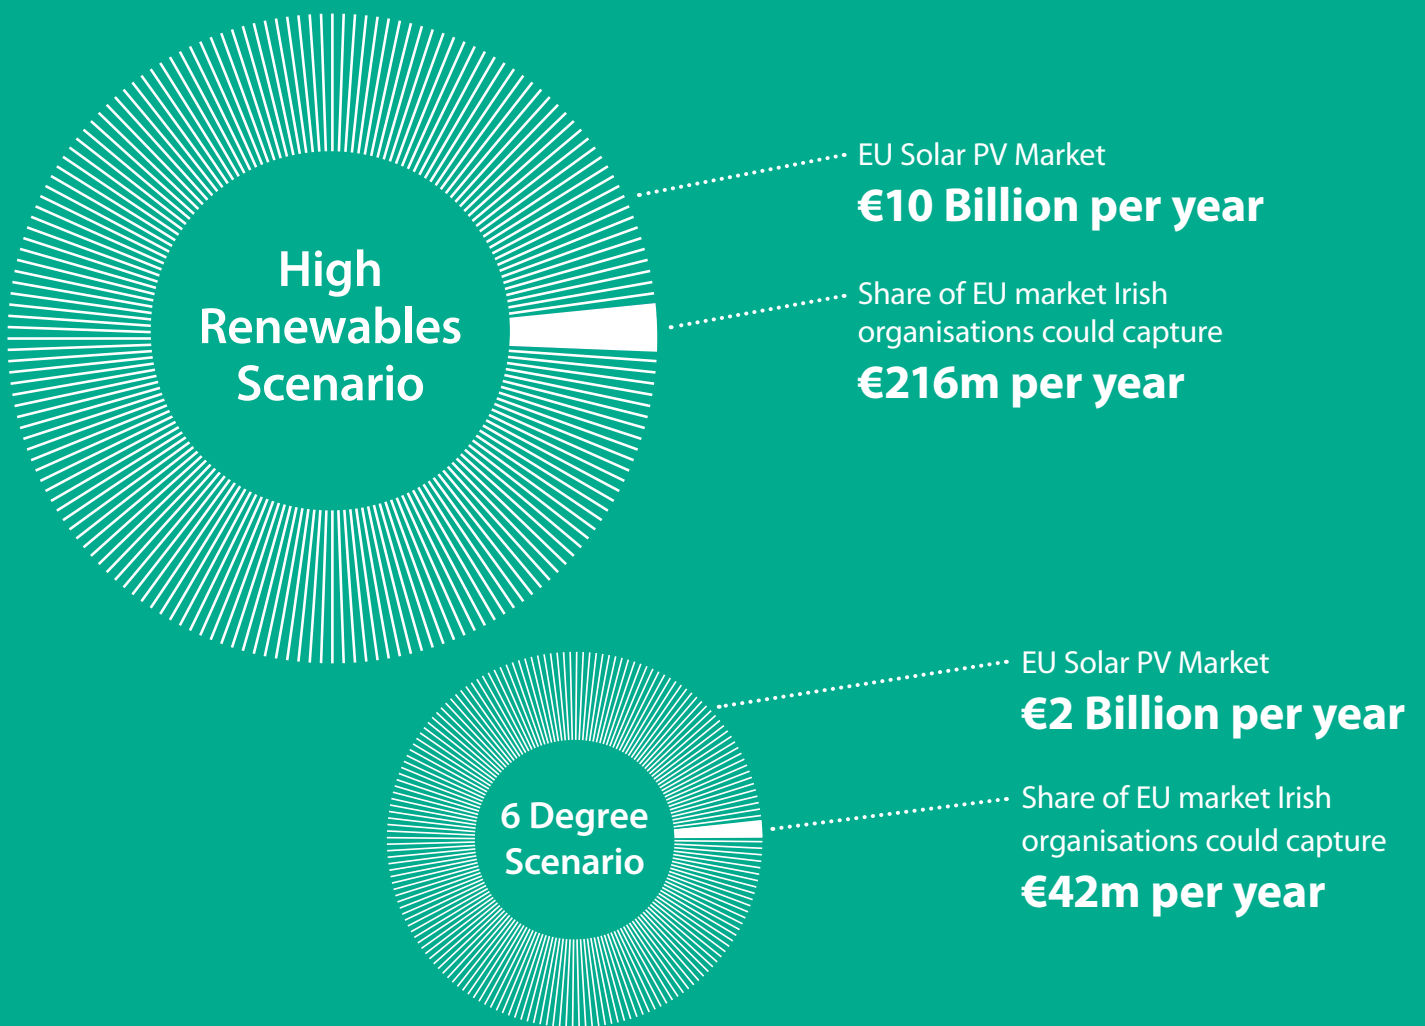 High
Renewables
Scenario
EU Solar PV Market
€10 Billion per year
Share of EU market Irish
organisations could capture
€216m per year
6 Degree
Scenario
EU Solar PV Market
€2 Billion per year
Share of EU market Irish
organisations could capture
€42m per year